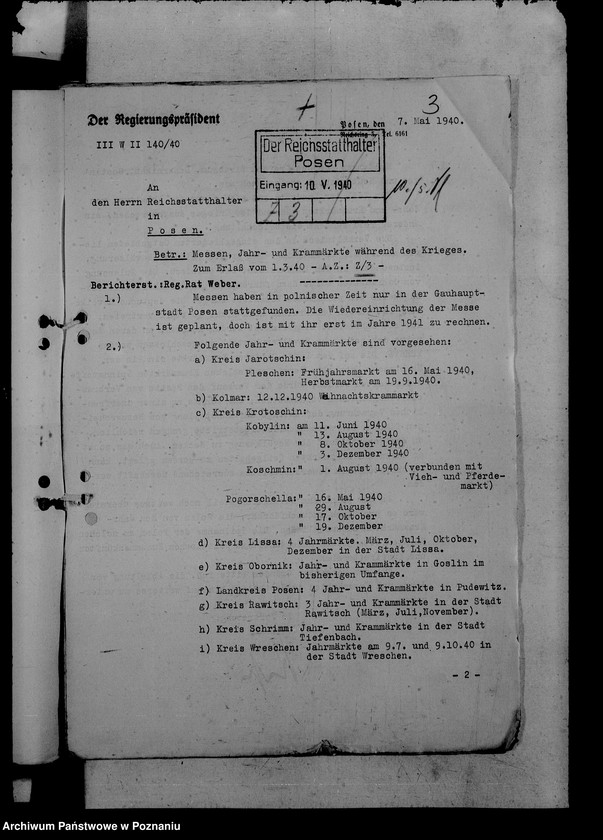 3
Der Regierungspräsident
Posen, den 7. Mai 1940.
Tel. 6161
III W II 140/40
Der Reichsstatthalter
Posen
Eingang: 10. V. 1940
Z 3
10./5.
An
den Herrn Reichsstatthalter
in
Posen.
Betr.: Messen, Jahr- und Krammärkte während des Krieges.
Zum Erlaß vom 1.3.40 - A.Z.: Z/3 -
Berichterst.:Reg.Rat Weber.
1.) Messen haben in polnischer Zeit nur in der Gauhaupt-
stadt Posen stattgefunden. Die Wiedereinrichtung der Messe
ist geplant, doch ist mit ihr erst im Jahre 1941 zu rechnen.
2.) Folgende Jahr- und Krammärkte sind vorgesehen:
a) Kreis Jarotschin:
Pleschen: Frühjahrsmarkt am 16. Mai 1940,
Herbstmarkt am 19.9.1940.
b) Kolmar: 12.12.1940 Weihnachtskrammarkt
c) Kreis Krotoschin:
Kobylin: am 11. Juni 1940
" 13. August 1940
" 8. Oktober 1940
" 3. Dezember 1940
Koschmin:" 1. August 1940 (verbunden mit
Vieh- und Pferde-
markt)
Pogorschella:" 16. Mai 1940
" 29. August
" 17. Oktober
" 19. Dezember
d) Kreis Lissa: 4 Jahrmärkte. März, Juli, Oktober,
Dezember in der Stadt Lissa.
e) Kreis Obornik: Jahr- und Krammärkte in Goslin im
bisherigen Umfange.
f) Landkreis Posen: 4 Jahr- und Krammärkte in Pudewitz.
g) Kreis Rawitsch: 3 Jahr- und Krammärkte in der Stadt
Rawitsch (März, Juli,November).
h) Kreis Schrimm: Jahr- und Krammärkte in der Stadt
Tiefenbach.
i) Kreis Wreschen: Jahrmärkte am 9.7. und 9.10.40 in
der Stadt Wreschen.
- 2 -
Archiwum Państwowe w Poznaniu